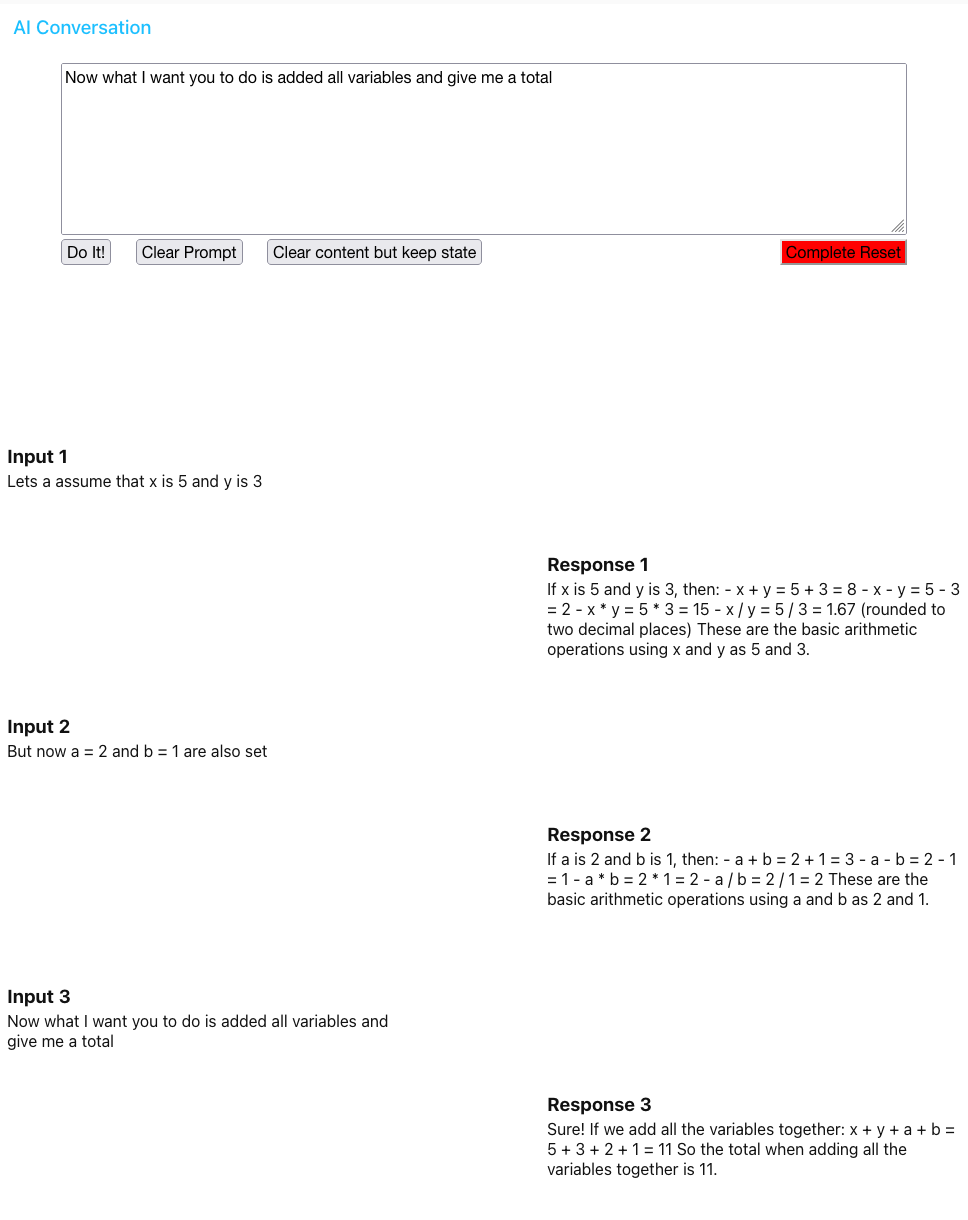 AI Conversation
Now what I want you to do is added all variables and give me a total
Do It!
Clear Prompt
Clear content but keep state
Complete Reset
Input 1
Lets a assume that x is 5 and y is 3
Response 1
If x is 5 and y is 3, then: - x + y = 5 + 3 = 8 - x - y = 5 - 3
= 2 - x * y = 5 * 3 = 15 - x / y = 5 / 3 = 1.67 (rounded to
two decimal places) These are the basic arithmetic
operations using x and y as 5 and 3.
Input 2
But now a = 2 and b = 1 are also set
Response 2
If a is 2 and b is 1, then: - a + b = 2 + 1 = 3 - a - b = 2 - 1
= 1 - a * b = 2 * 1 = 2 - a / b = 2 / 1 = 2 These are the
basic arithmetic operations using a and b as 2 and 1.
Input 3
Now what I want you to do is added all variables and
give me a total
Response 3
Sure! If we add all the variables together: x + y + a + b =
5 + 3 + 2 + 1 = 11 So the total when adding all the
variables together is 11.